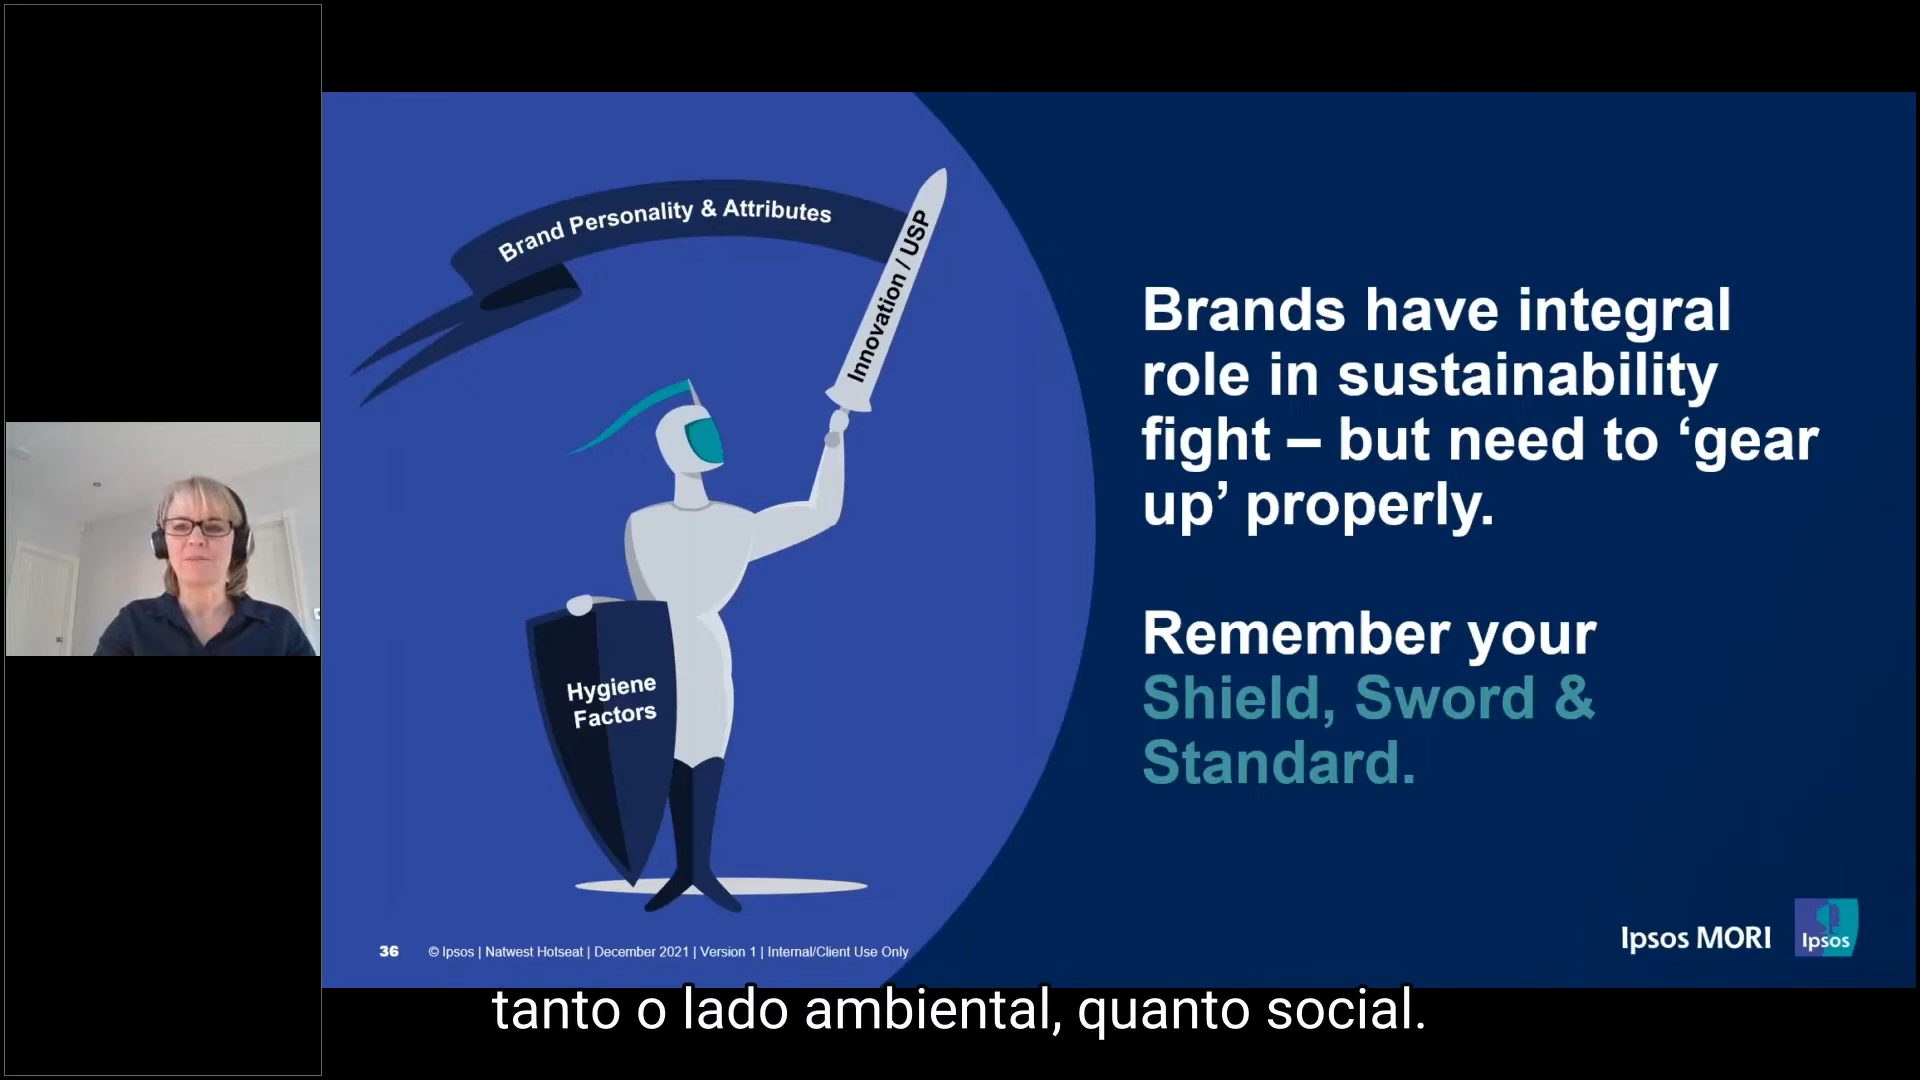 Brand Personality & Attributes
Innovation / USP
Hygiene
Factors
Brands have integral
role in sustainability
fight – but need to ‘gear
up’ properly.
Remember your
Shield, Sword &
Standard.
36 © Ipsos | Natwest Hotseat | December 2021 | Version 1 | Internal/Client Use Only
Ipsos MORI
Ipsos
tanto o lado ambiental, quanto social.